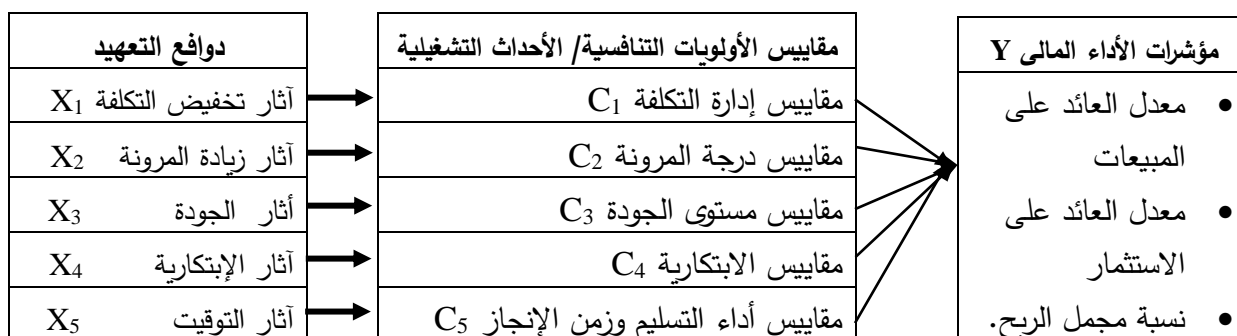 دوافع التعهيد
آثار تخفيض التكلفة X1
آثار زيادة المرونة X2
أثار الجودة X3
آثار الإبتكارية X4
آثار التوقيت X5
مقاييس الأولويات التنافسية/ الأحداث التشغيلية
مقاييس إدارة التكلفة C1
مقاييس درجة المرونة C2
مقاييس مستوى الجودة C3
مقاييس الابتكارية C4
مقاييس أداء التسليم وزمن الإنجاز C5
مؤشرات الأداء المالى Y
• معدل العائد على
المبيعات
• معدل العائد على
الاستثمار
• نسبة مجمل الربح.